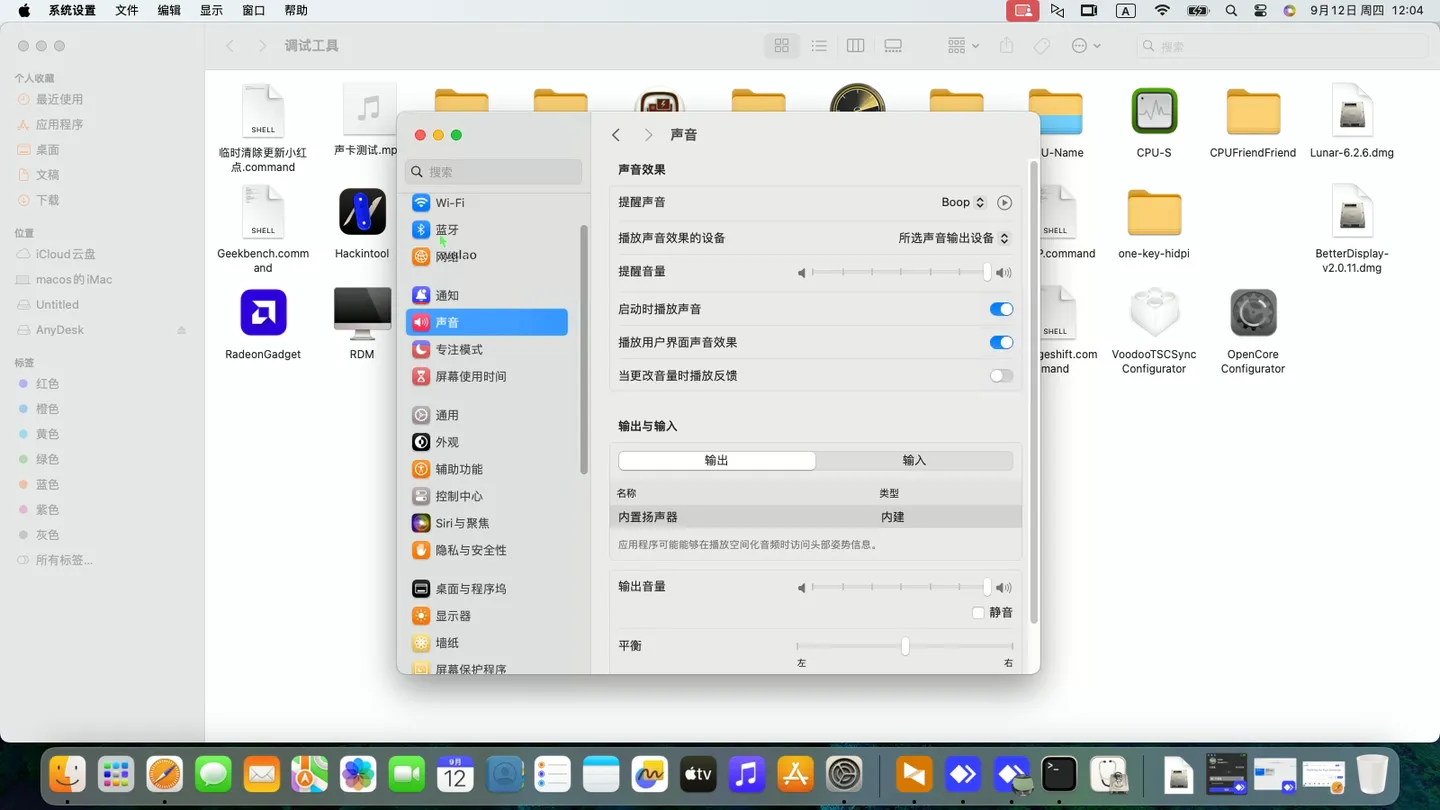 系统设置 文件 编辑 显示 窗口 帮助 A 9月12日 周四 12:04
调试工具 搜索
个人收藏
最近使用
应用程序
桌面
文稿
下载
位置
iCloud云盘
macos的iMac
Untitled
AnyDesk
标签
红色
橙色
黄色
绿色
蓝色
紫色
灰色
所有标签...
SHELL
临时清除更新小红
点.command
声卡测试.mp
U-Name
CPU-S
CPUFriendFriend
Lunar-6.2.6.dmg
SHELL
Geekbench.comm
and
Hackintool
P.command
one-key-hidpi
BetterDisplay-
v2.0.11.dmg
RadeonGadget
RDM
SHELL
geshift.com
mand
VoodooTSCSync
Configurator
OpenCore
Configurator
搜索
Wi-Fi
蓝牙
网络
通知
声音
专注模式
屏幕使用时间
通用
外观
辅助功能
控制中心
Siri与聚焦
隐私与安全性
桌面与程序坞
显示器
墙纸
屏幕保护程序
声音
声音效果
提醒声音 Boop
播放声音效果的设备 所选声音输出设备
提醒音量
启动时播放声音
播放用户界面声音效果
当更改音量时播放反馈
输出与输入
输出 输入
名称 类型
内置扬声器 内建
应用程序可能能够在播放空间化音频时访问头部姿势信息。
输出音量
静音
平衡
左 右
9月
12
tv